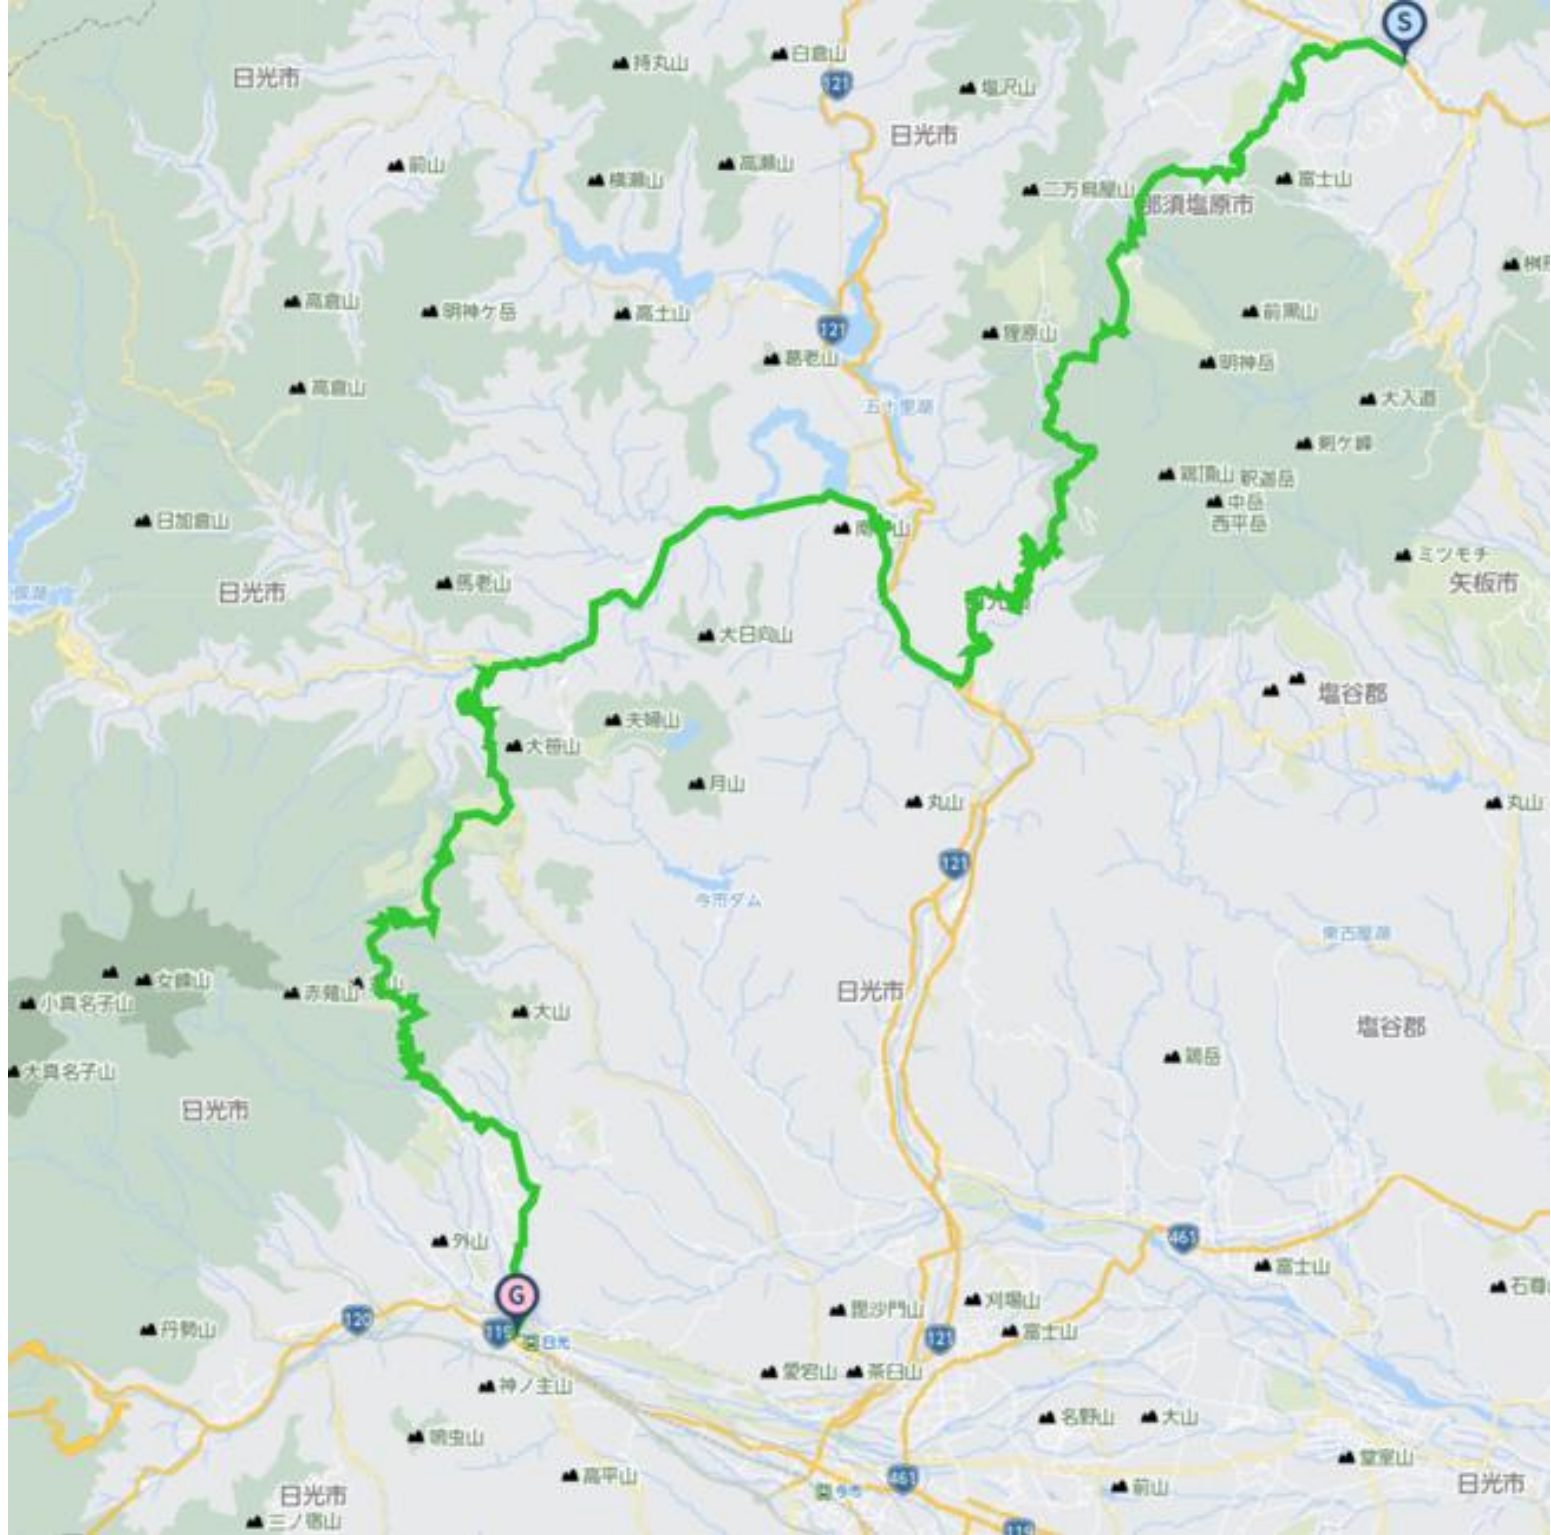 S
日光市
持丸山
白倉山
121
塩沢山
日光市
前山
横瀬山
高瀬山
二方鳥屋山
富士山
那須塩原市
高倉山
明神ケ岳
高土山
121
前黒山
狸原山
葛老山
明神岳
高倉山
大入道
五十里湖
剣ケ峰
鶏頂山
釈迦岳
中岳
西平岳
日加倉山
ミツモチ
馬老山
日光市
矢板市
大日向山
夫婦山
塩谷郡
大笹山
月山
丸山
丸山
121
今市ダム
東古屋湖
女峰山
赤薙山
小真名子山
日光市
大山
塩谷郡
鶏岳
大真名子山
日光市
外山
461
富士山
石尊
G
毘沙門山
刈場山
120
119
日光
121
富士山
丹勢山
愛宕山
茶臼山
神ノ主山
名野山
大山
鳴虫山
堂室山
高平山
461
前山
今市
日光市
日光市
三ノ宿山
119